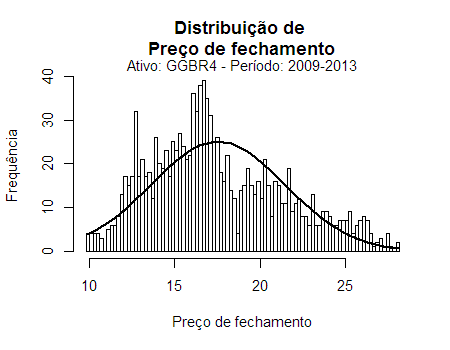 Distribuição de
Preço de fechamento
Ativo: GGBR4 - Período: 2009-2013
Frequência
40
30
20
10
0
10 15 20 25
Preço de fechamento